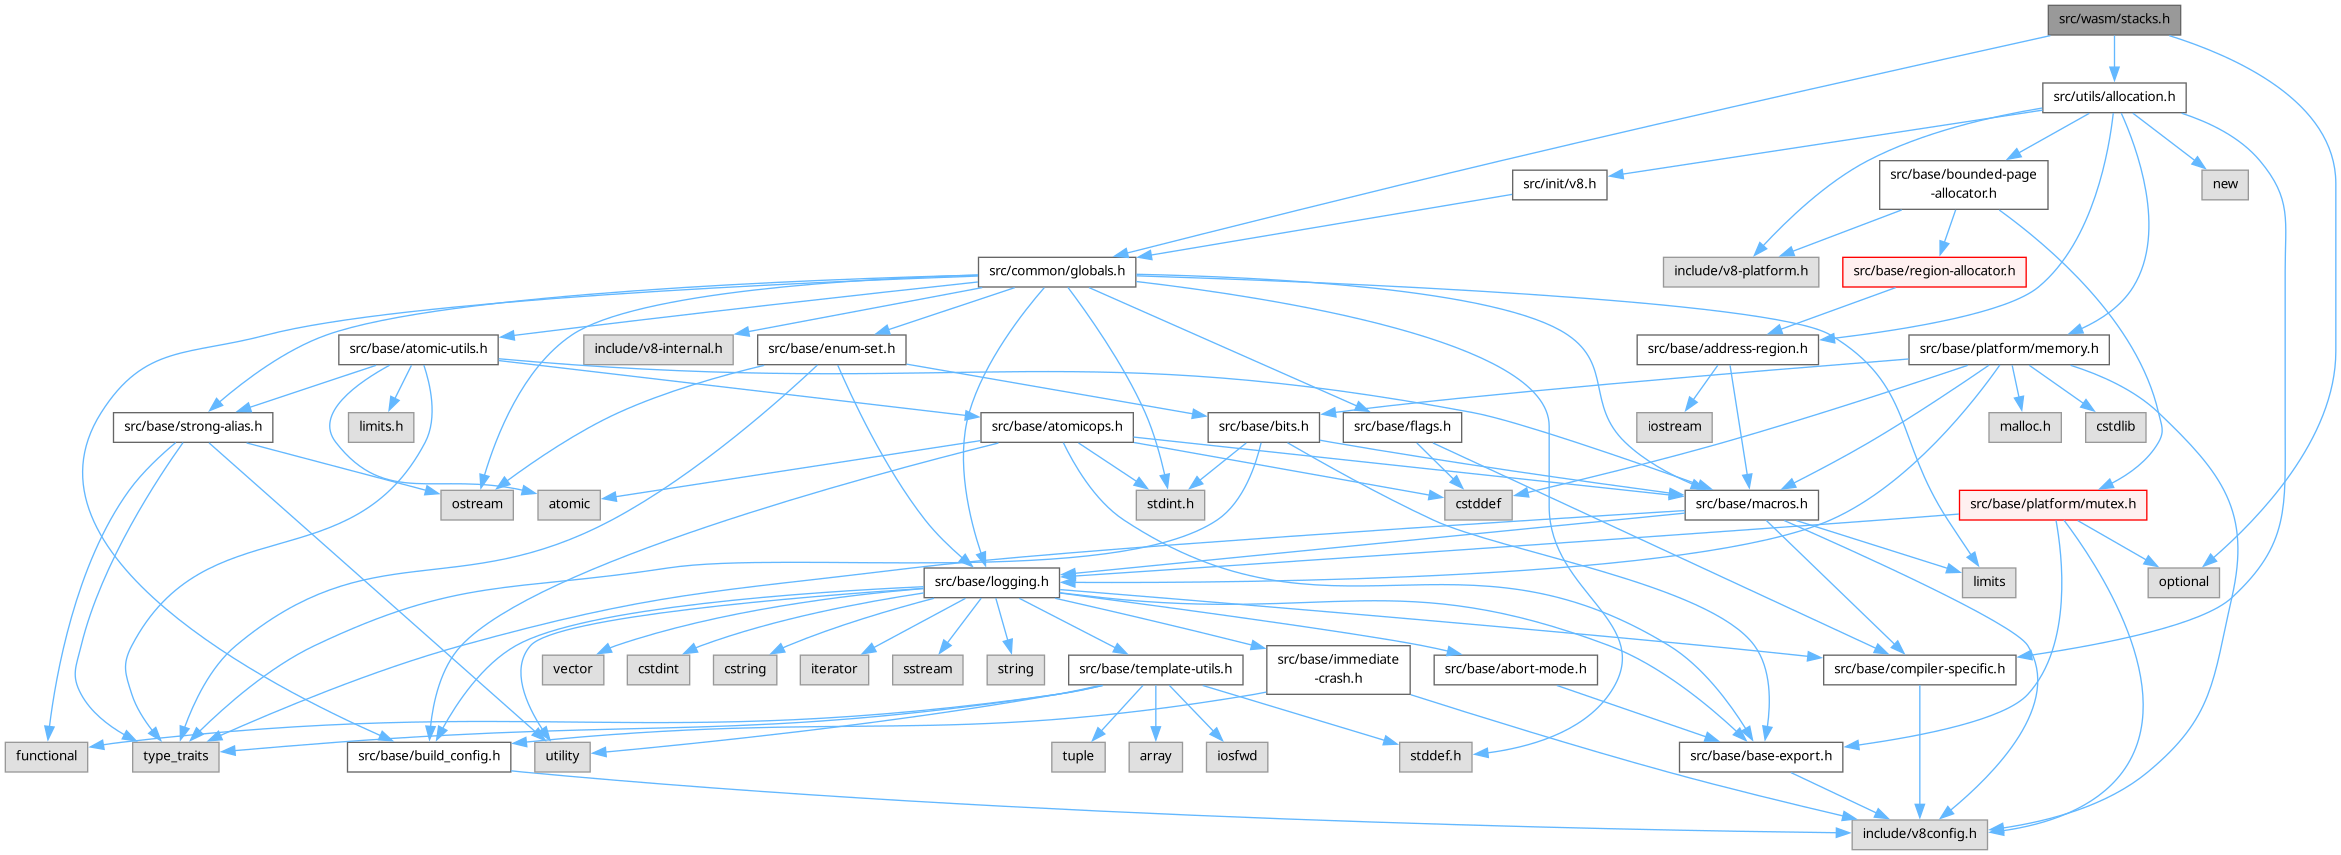 src/wasm/stacks.h
src/utils/allocation.h
src/init/v8.h
src/base/bounded-page
-allocator.h
new
src/common/globals.h
include/v8-platform.h
src/base/region-allocator.h
src/base/atomic-utils.h
include/v8-internal.h
src/base/enum-set.h
src/base/address-region.h
src/base/platform/memory.h
src/base/strong-alias.h
limits.h
src/base/atomicops.h
src/base/bits.h
src/base/flags.h
iostream
malloc.h
cstdlib
ostream
atomic
stdint.h
cstddef
src/base/macros.h
src/base/platform/mutex.h
src/base/logging.h
limits
optional
vector
cstdint
cstring
iterator
sstream
string
src/base/template-utils.h
src/base/immediate
-crash.h
src/base/abort-mode.h
src/base/compiler-specific.h
functional
type_traits
src/base/build_config.h
utility
tuple
array
iosfwd
stddef.h
src/base/base-export.h
include/v8config.h